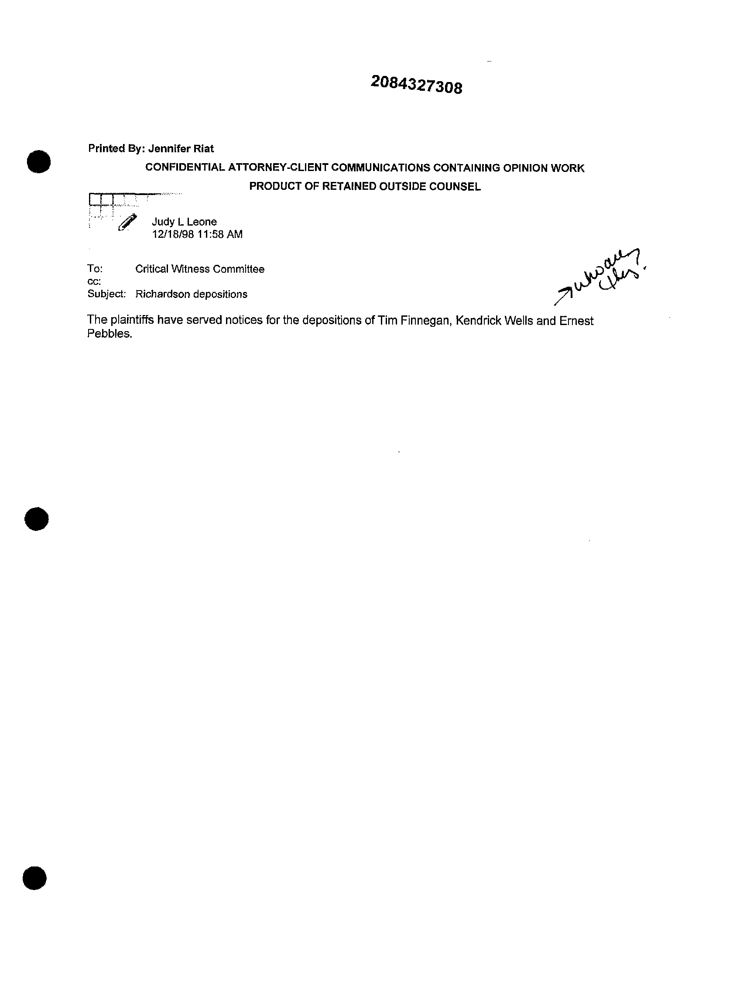 2084327308
Printed By: Jennifer Riat
CONFIDENTIAL ATTORNEY-CLIENT COMMUNICATIONS CONTAINING OPINION WORK
PRODUCT OF RETAINED OUTSIDE COUNSEL
Judy L Leone
12/18/98 11:58 AM
To: Critical Witness Committee
cc:
Subject: Richardson depositions
who are
they?
The plaintiffs have served notices for the depositions of Tim Finnegan, Kendrick Wells and Ernest
Pebbles.